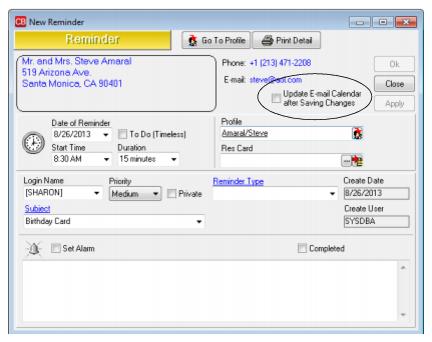 CB New Reminder
Reminder
Go To Profile
Print Detail
Mr. and Mrs. Steve Amaral
519 Arizona Ave.
Santa Monica, CA 90401
Phone: +1 (213) 471-2208
E-mail: steve@aol.com
Update E-mail Calendar
after Saving Changes
Ok
Close
Apply
Date of Reminder
8/26/2013
To Do (Timeless)
Start Time
Duration
8:30 AM
15 minutes
Profile
Amaral/Steve
Res Card
Login Name
Priority
Reminder Type
Create Date
[SHARON]
Medium
Private
8/26/2013
Subject
Create User
Birthday Card
SYSDBA
Set Alarm
Completed